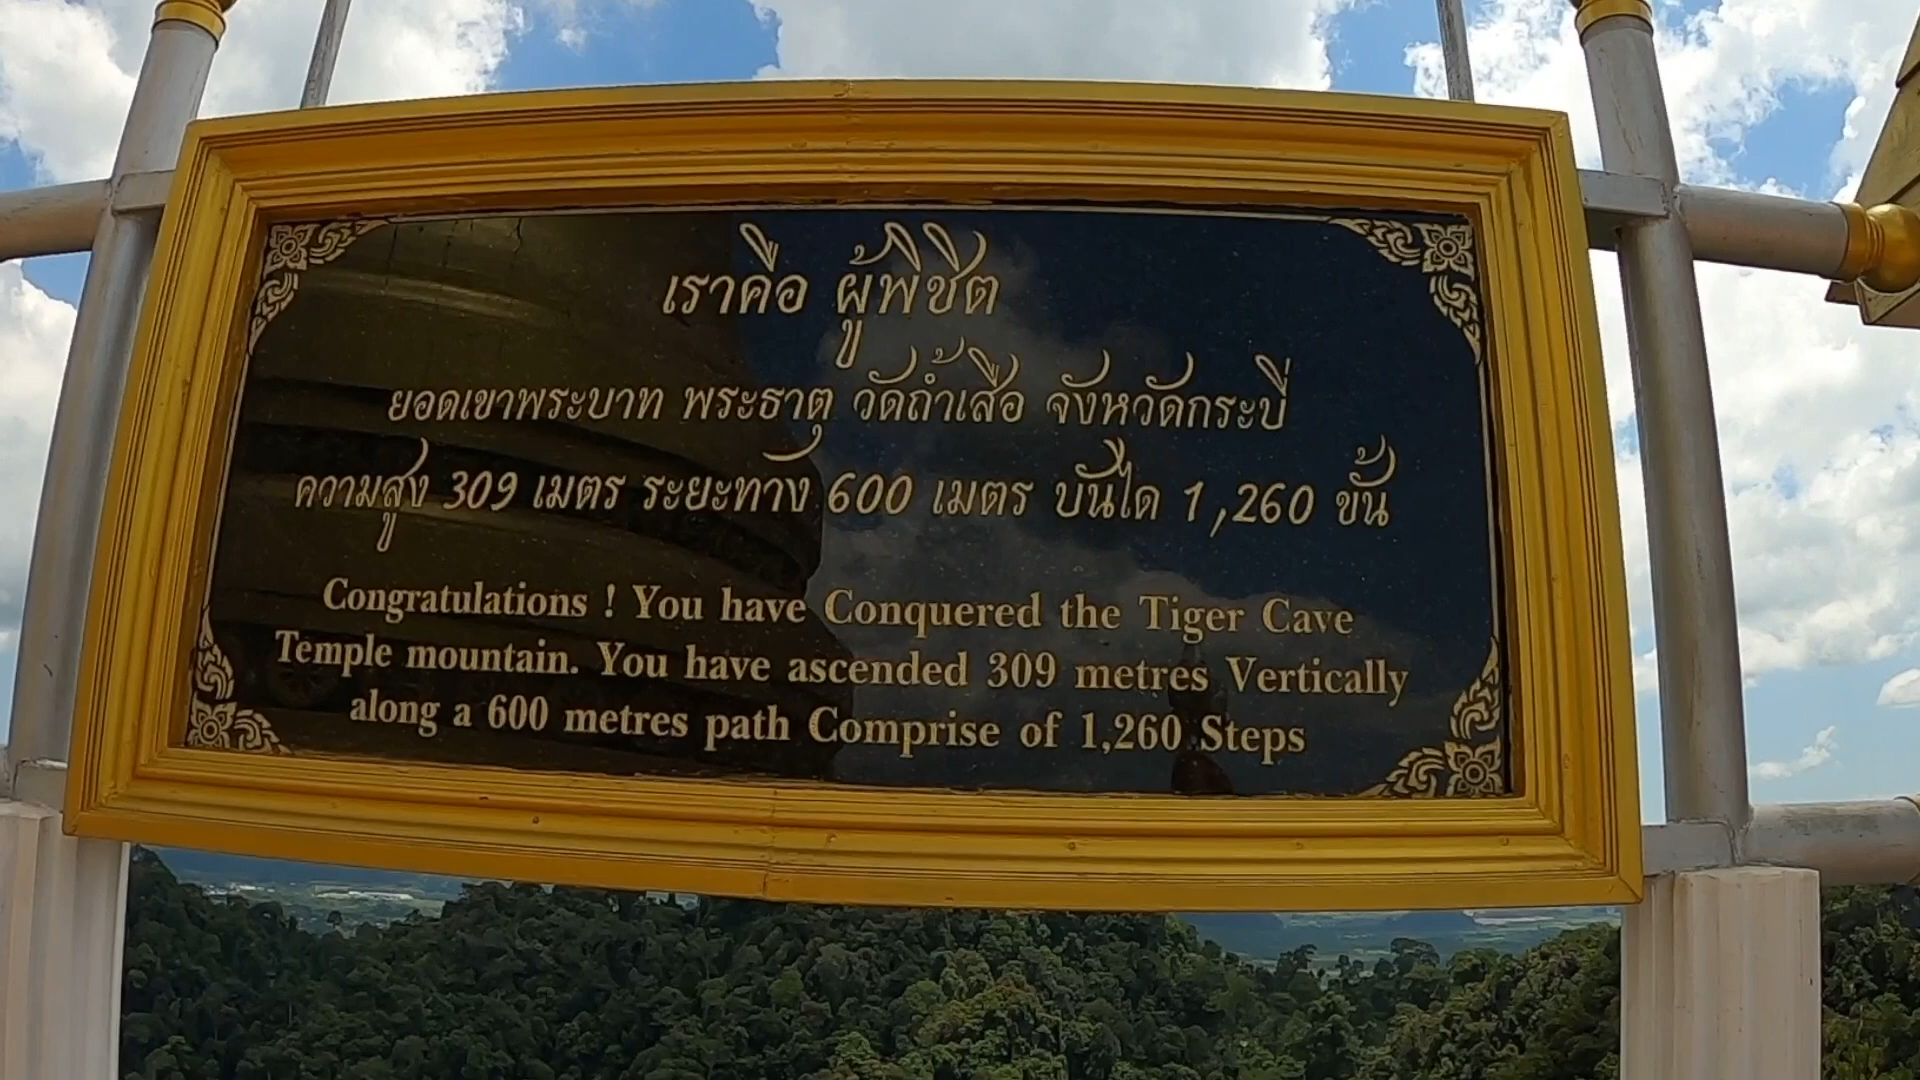 เราคือ ผู้พิชิต
ยอดเขาพระบาท พระธาตุ วัดถ้ำเสือ จังหวัดกระบี่
ความสูง 309 เมตร ระยะทาง 600 เมตร บันได 1,260 ขั้น
Congratulations ! You have Conquered the Tiger Cave
Temple mountain. You have ascended 309 metres Vertically
along a 600 metres path Comprise of 1,260 Steps